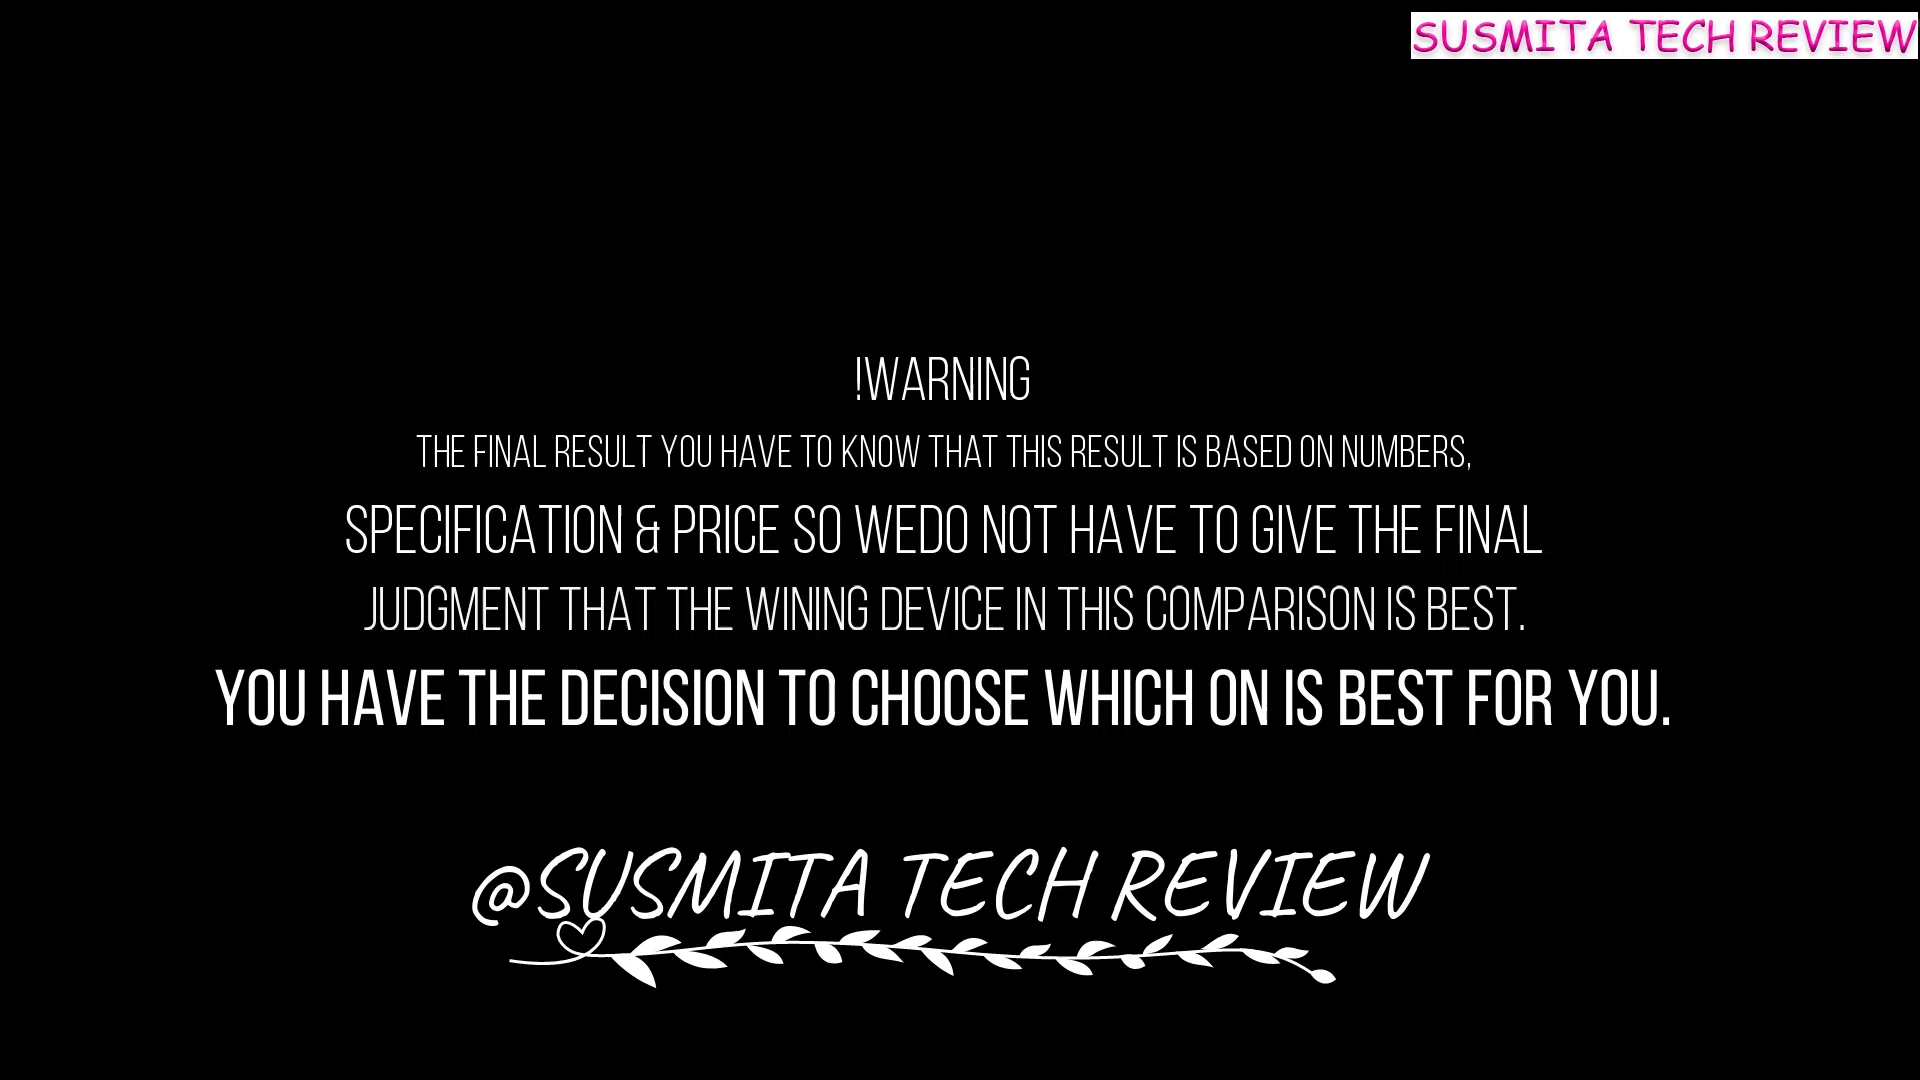 SUSMITA TECH REVIEW
!WARNING
THE FINAL RESULT YOU HAVE TO KNOW THAT THIS RESULT IS BASED ON NUMBERS,
SPECIFICATION & PRICE SO WEDO NOT HAVE TO GIVE THE FINAL
JUDGMENT THAT THE WINING DEVICE IN THIS COMPARISON IS BEST.
YOU HAVE THE DECISION TO CHOOSE WHICH ON IS BEST FOR YOU.
@SUSMITA TECH REVIEW